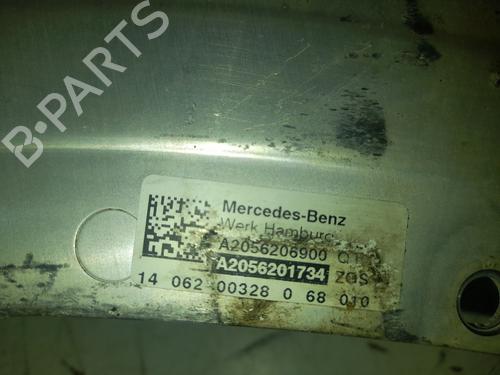 B-PARTS
Mercedes-Benz
Werk Hamburg
A2056206900
A2056201734 ZGS
14 062 00328 0 68 010